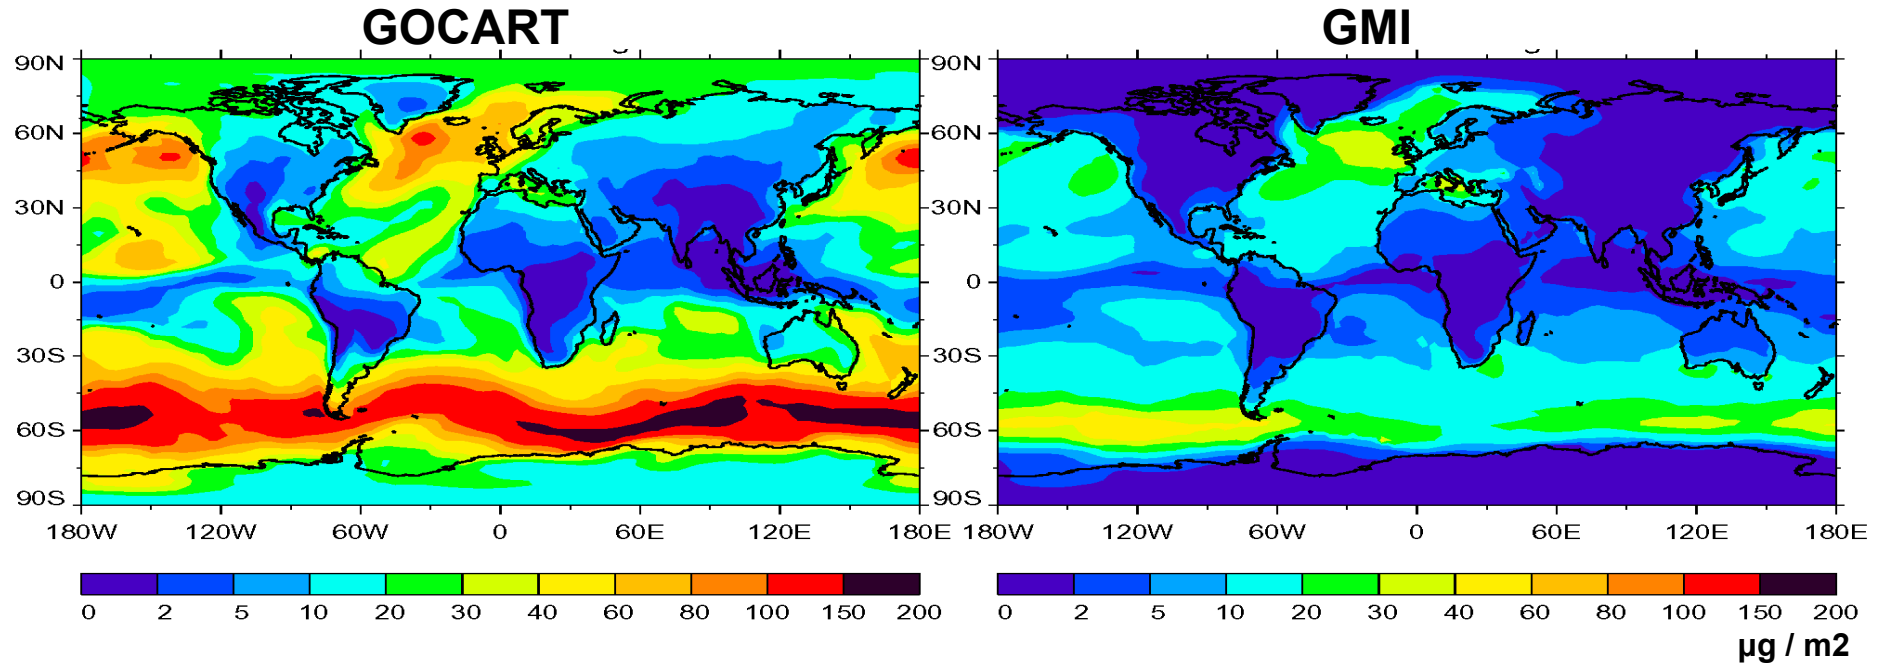 GOCART GMI
90N 90N
60N 60N
30N 30N
0 0
30S 30S
60S 60S
90S 90S
180W 120W 60W 0 60E 120E 180E 180W 120W 60W 0 60E 120E 180E
0 2 5 10 20 30 40 60 80 100 150 200 0 2 5 10 20 30 40 60 80 100 150 200
µg / m2